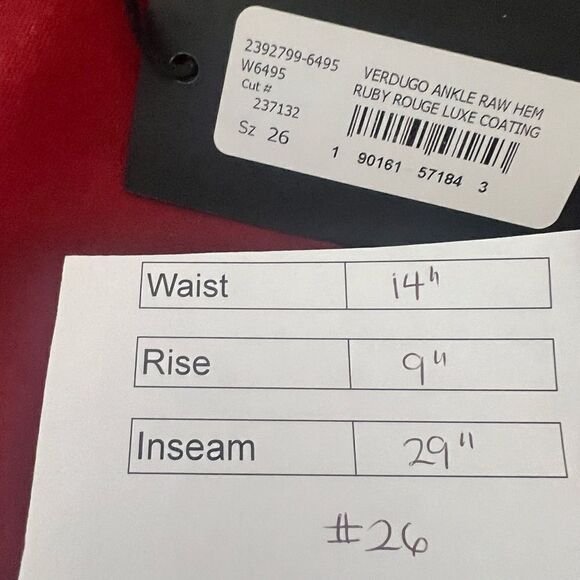 2392799-6495
W6495
Cut #
237132
Sz 26
VERDUGO ANKLE RAW HEM
RUBY ROUGE LUXE COATING
1 90161 57184 3
Waist 14"
Rise 9"
Inseam 29"
#26